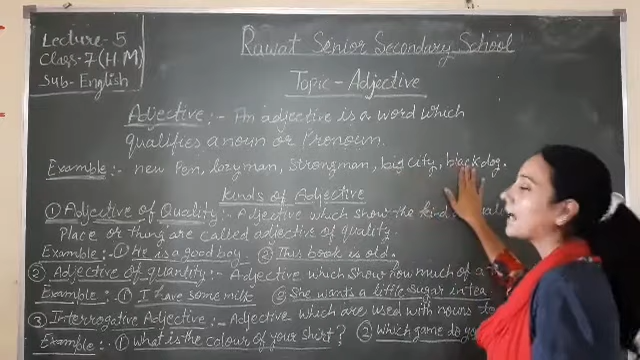 Lecture-5
Class-7(H.M)
Sub-English
Rawat Senior Secondary School
Topic-Adjective
Adjective:- An adjective is a word which
qualifies a noun or Pronoun.
Example:- new Pen, lazy man, Strong man, big city, black dog.
Kinds of Adjective
① Adjective of Quality:- Adjective which show the kind,
Place or thing are called adjective of quality.
Example:- ① He is a good boy. ② This book is old.
② Adjective of quantity:- Adjective which show how much of a
Example:- ① I have some milk ② She wants a little sugar in tea
③ Interrogative Adjective:- Adjective which are used with nouns to
Example:- ① What is the colour of your shirt? ② Which game do